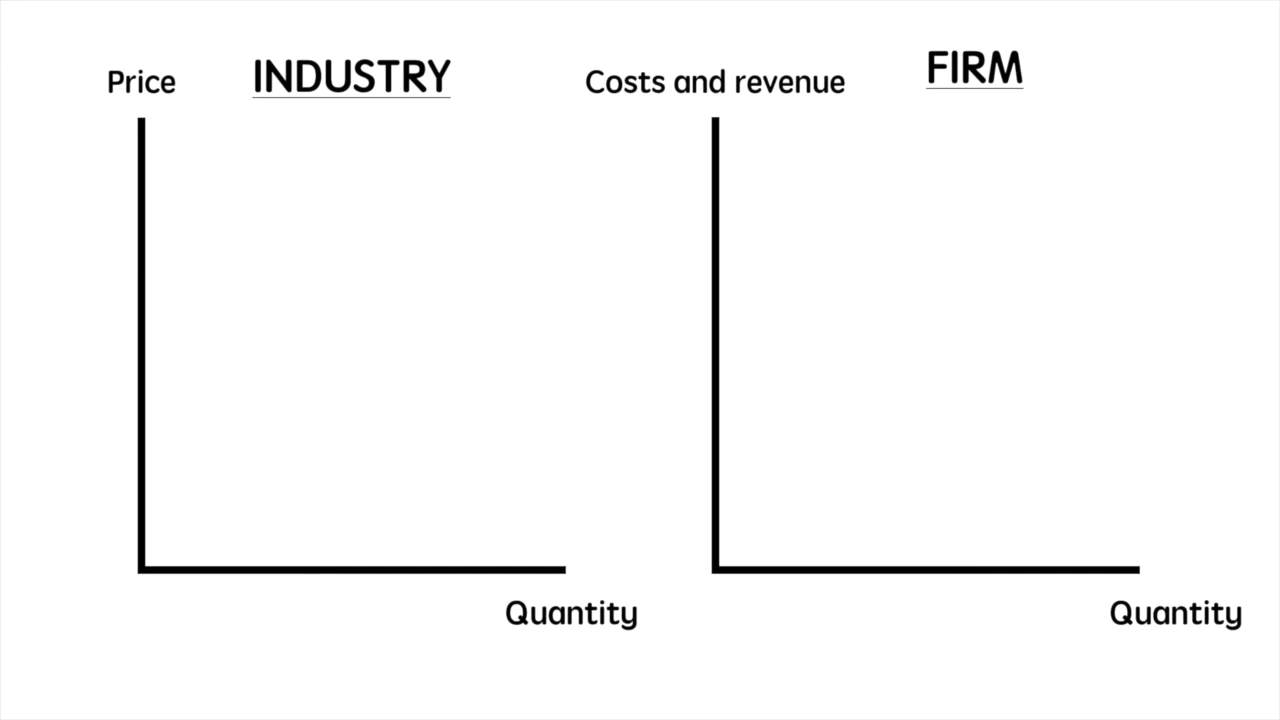 Price
INDUSTRY
Costs and revenue
FIRM
Quantity
Quantity